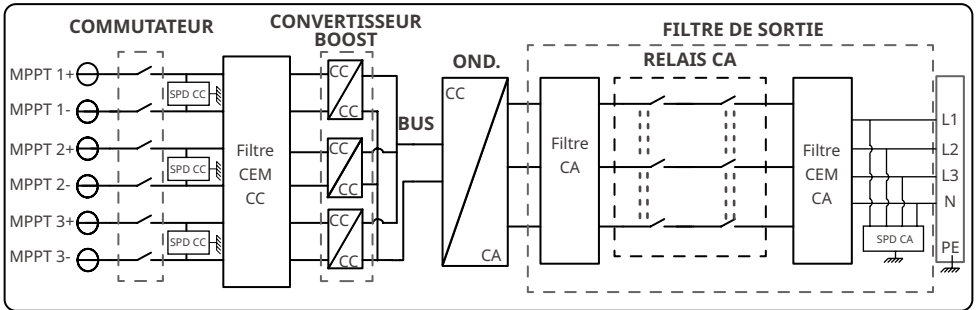 COMMUTATEUR
CONVERTISSEUR
BOOST
FILTRE DE SORTIE
OND.
RELAIS CA
MPPT 1+
MPPT 1-
MPPT 2+
MPPT 2-
MPPT 3+
MPPT 3-
SPD CC
SPD CC
SPD CC
Filtre
CEM
CC
CC
CC
CC
CC
CC
CC
BUS
CC
CA
Filtre
CA
Filtre
CEM
CA
SPD CA
L1
L2
L3
N
PE